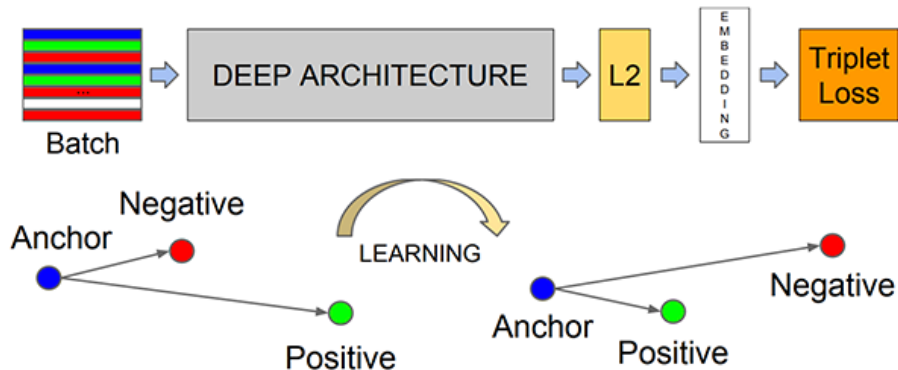 ...
Batch
DEEP ARCHITECTURE
L2
EMBEDDING
Triplet
Loss
Negative
Anchor
Positive
LEARNING
Anchor
Positive
Negative